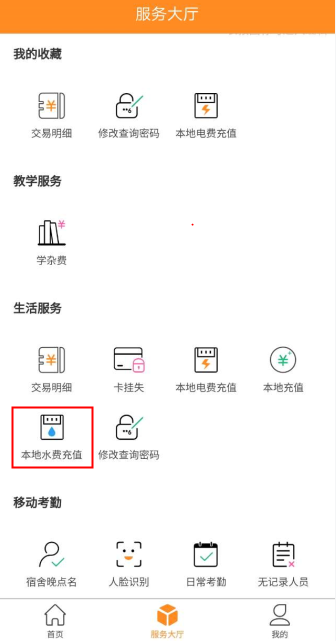 服务大厅
我的收藏
交易明细 修改查询密码 本地电费充值
教学服务
学杂费
生活服务
交易明细 卡挂失 本地电费充值 本地充值
本地水费充值 修改查询密码
移动考勤
宿舍晚点名 人脸识别 日常考勤 无记录人员
首页 服务大厅 我的